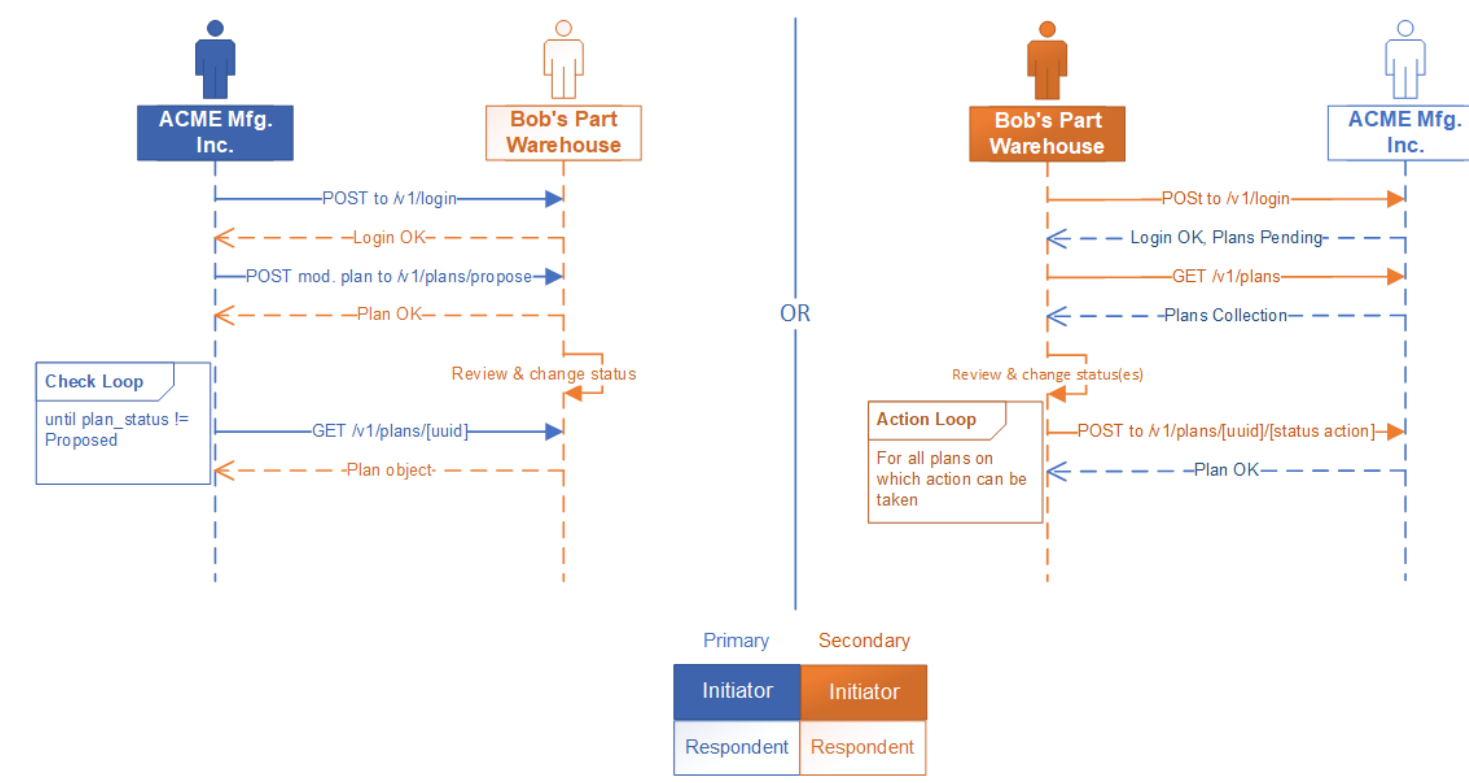 ACME Mfg.
Inc.
Bob's Part
Warehouse
POST to /v1/login
Login OK
POST mod. plan to /v1/plans/propose
Plan OK
Review & change status
Check Loop
until plan_status !=
Proposed
GET /v1/plans/[uuid]
Plan object
OR
Bob's Part
Warehouse
ACME Mfg.
Inc.
POSt to /v1/login
Login OK, Plans Pending
GET /v1/plans
Plans Collection
Review & change status(es)
Action Loop
For all plans on
which action can be
taken
POST to /v1/plans/[uuid]/[status action]
Plan OK
Primary
Secondary
Initiator
Initiator
Respondent
Respondent